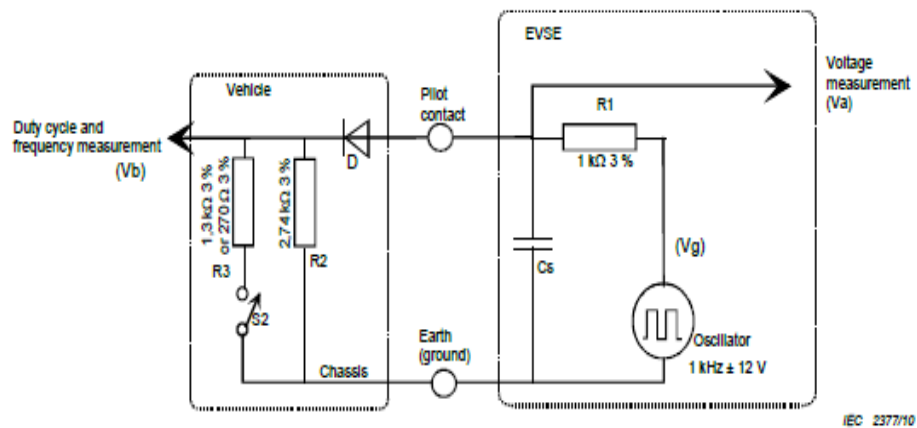 EVSE
Voltage
measurement
(Va)
Vehicle
Pilot
contact
R1
Duty cycle and
frequency measurement
(Vb)
D
1 kΩ 3 %
1,3 kΩ 3 %
or 270 Ω 3 %
2,74 kΩ 3 %
R3
R2
Cs
(Vg)
S2
Earth
(ground)
Chassis
Oscillator
1 kHz ± 12 V
IEC 2377/10